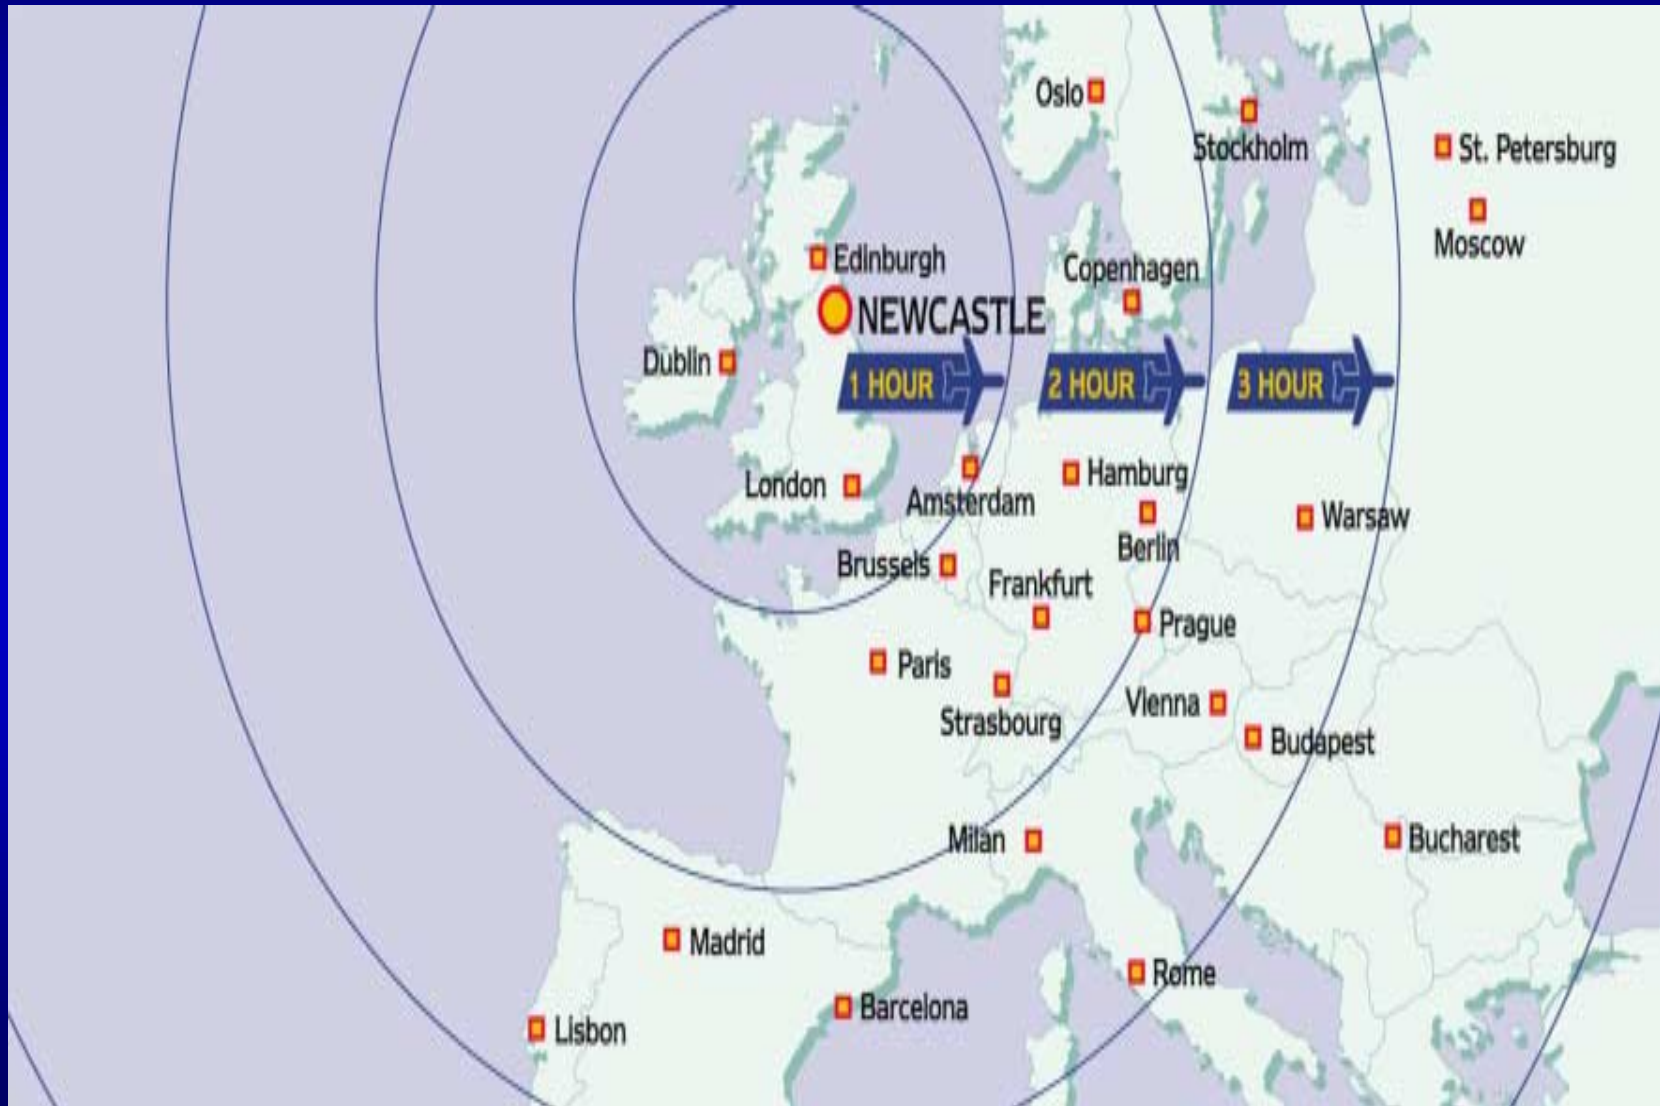 Oslo
Stockholm
St. Petersburg
Moscow
Edinburgh
Copenhagen
NEWCASTLE
Dublin
1 HOUR
2 HOUR
3 HOUR
London
Amsterdam
Hamburg
Warsaw
Berlin
Brussels
Frankfurt
Prague
Paris
Strasbourg
Vienna
Budapest
Milan
Bucharest
Madrid
Rome
Barcelona
Lisbon